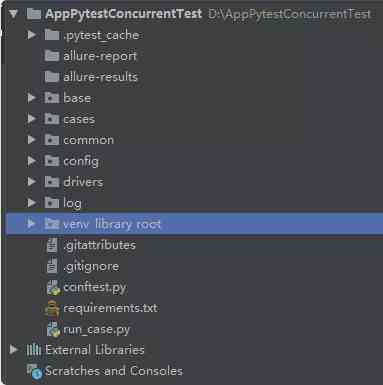 AppPytestConcurrentTest D:\AppPytestConcurrentTest
.pytest_cache
allure-report
allure-results
base
cases
common
config
drivers
log
venv library root
.gitattributes
.gitignore
conftest.py
requirements.txt
run_case.py
External Libraries
Scratches and Consoles